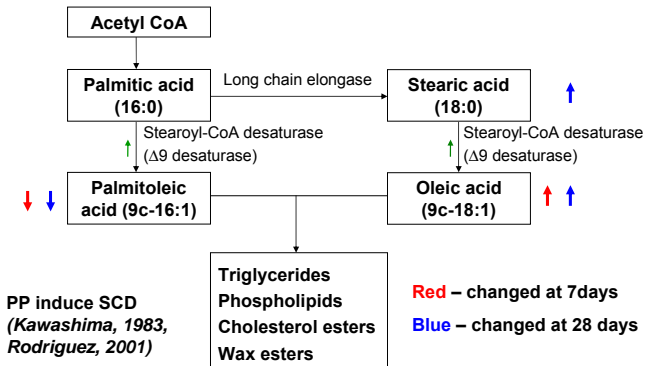 Acetyl CoA
Palmitic acid
(16:0)
Long chain elongase
Stearic acid
(18:0)
Stearoyl-CoA desaturase
(Δ9 desaturase)
Stearoyl-CoA desaturase
(Δ9 desaturase)
Palmitoleic
acid (9c-16:1)
Oleic acid
(9c-18:1)
Triglycerides
Phospholipids
Cholesterol esters
Wax esters
PP induce SCD
(Kawashima, 1983,
Rodriguez, 2001)
Red – changed at 7days
Blue – changed at 28 days